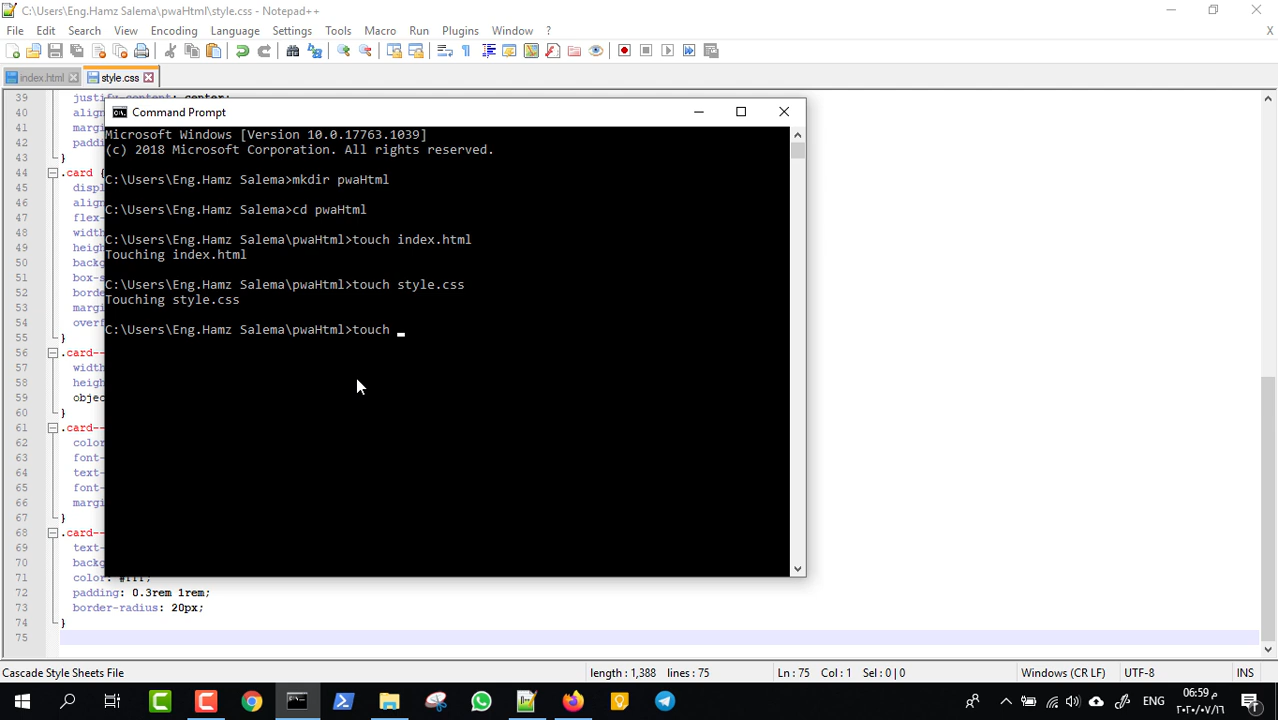 C:\Users\Eng.Hamz Salema\pwaHtml\style.css - Notepad++
File Edit Search View Encoding Language Settings Tools Macro Run Plugins Window ? X
index.html style.css
39 justify-content: center;
40 align
41 margi
42 paddi
43 }
44 .card {
45 displ
46 align
47 flex-
48 width
49 heigh
50 backg
51 box-s
52 borde
53 margi
54 overf
55 }
56 .card--
57 width
58 heigh
59 objec
60 }
61 .card--
62 color
63 font-
64 text-
65 font-
66 margi
67 }
68 .card--
69 text-
70 backg
71 color: #fff;
72 padding: 0.3rem 1rem;
73 border-radius: 20px;
74 }
75
Command Prompt
Microsoft Windows [Version 10.0.17763.1039]
(c) 2018 Microsoft Corporation. All rights reserved.
C:\Users\Eng.Hamz Salema>mkdir pwaHtml
C:\Users\Eng.Hamz Salema>cd pwaHtml
C:\Users\Eng.Hamz Salema\pwaHtml>touch index.html
Touching index.html
C:\Users\Eng.Hamz Salema\pwaHtml>touch style.css
Touching style.css
C:\Users\Eng.Hamz Salema\pwaHtml>touch _
Cascade Style Sheets File length : 1,388 lines : 75 Ln : 75 Col : 1 Sel : 0 | 0 Windows (CR LF) UTF-8 INS
ENG
06:59 م
٢٠٢٠/٠٧/١٦